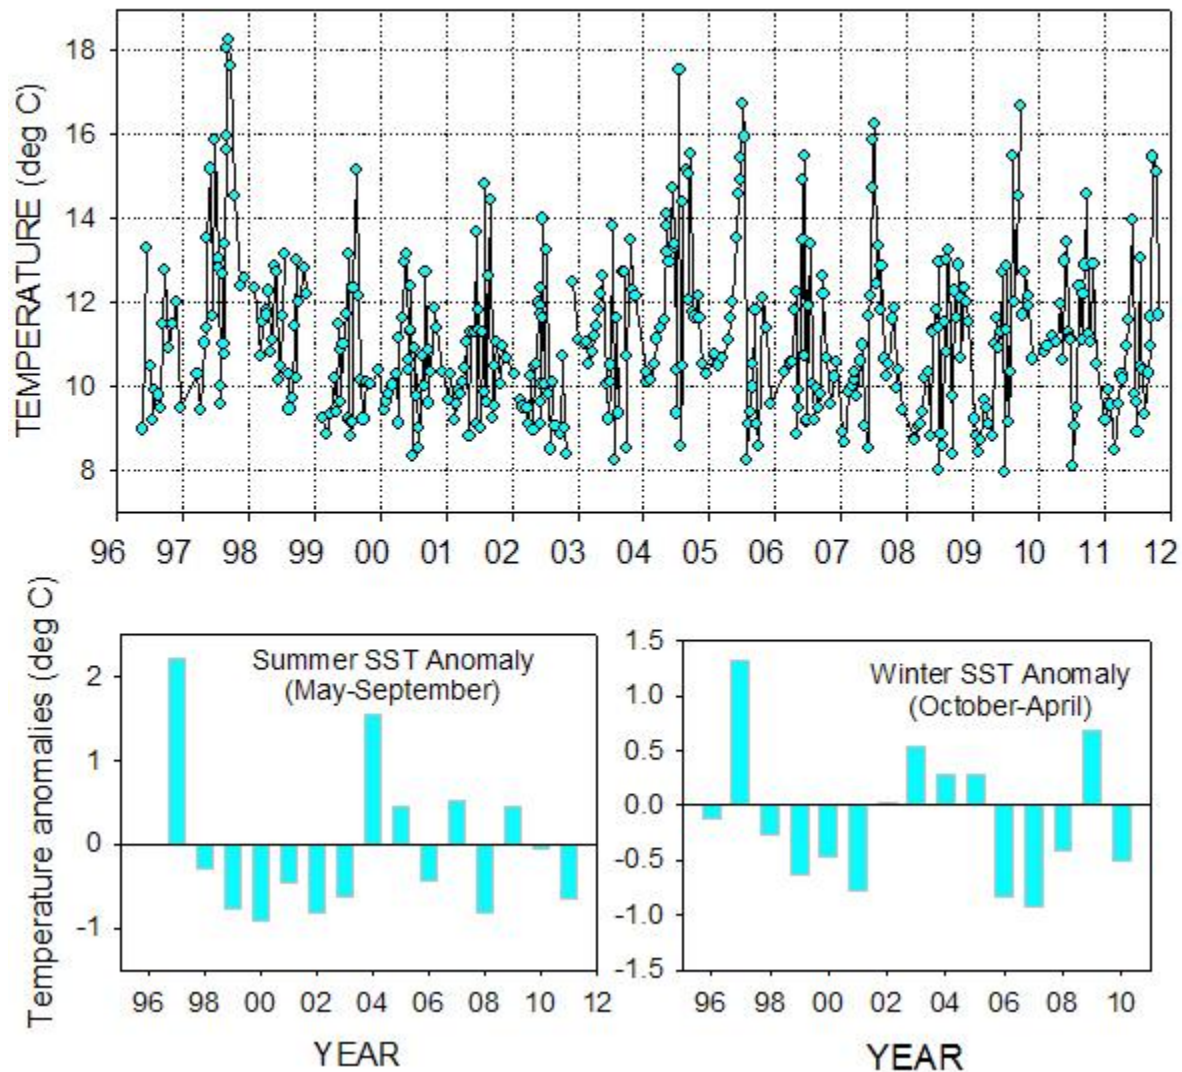 TEMPERATURE (deg C)
18
16
14
12
10
8
96 97 98 99 00 01 02 03 04 05 06 07 08 09 10 11 12
Temperature anomalies (deg C)
Summer SST Anomaly
(May-September)
2
1
0
-1
96 98 00 02 04 06 08 10 12
YEAR
Winter SST Anomaly
(October-April)
1.5
1.0
0.5
0.0
-0.5
-1.0
-1.5
96 98 00 02 04 06 08 10
YEAR